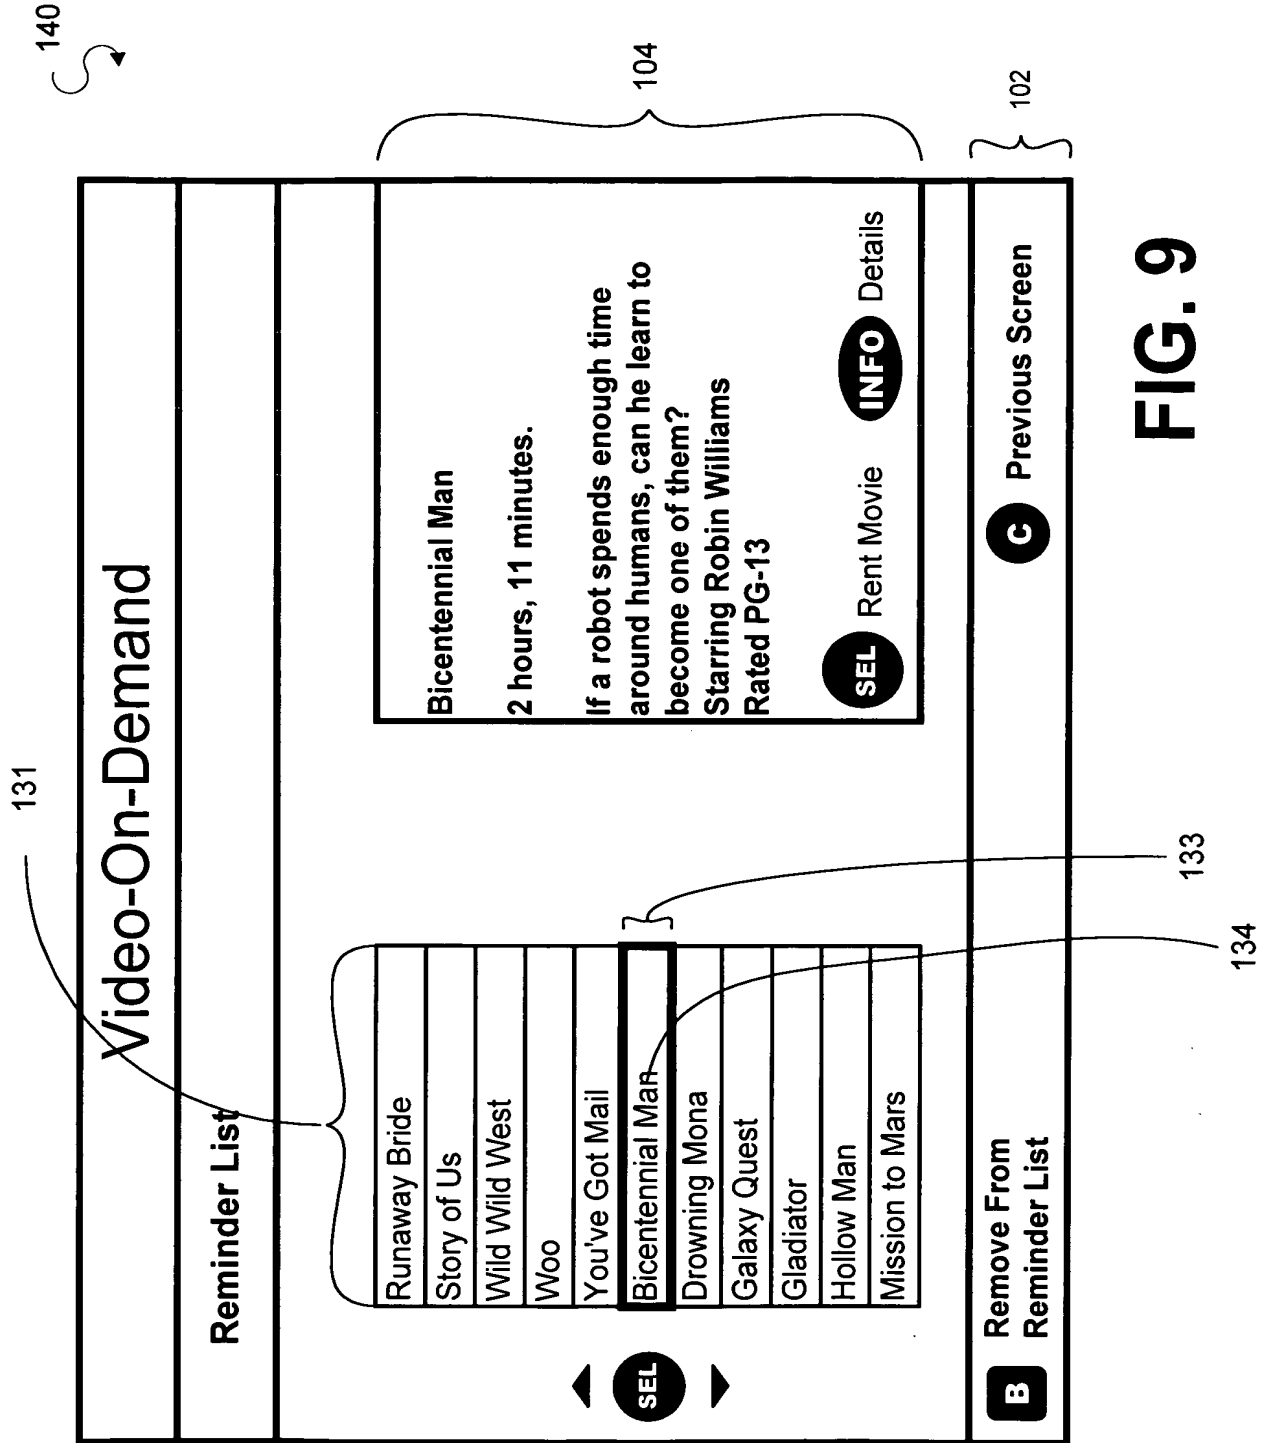 140
Video-On-Demand
131
Reminder List
Runaway Bride
Story of Us
Wild Wild West
Woo
You've Got Mail
Bicentennial Man
Drowning Mona
Galaxy Quest
Gladiator
Hollow Man
Mission to Mars
SEL
Bicentennial Man
2 hours, 11 minutes.
If a robot spends enough time
around humans, can he learn to
become one of them?
Starring Robin Williams
Rated PG-13
SEL Rent Movie INFO Details
104
B Remove From
Reminder List
C Previous Screen
102
133
134
FIG. 9